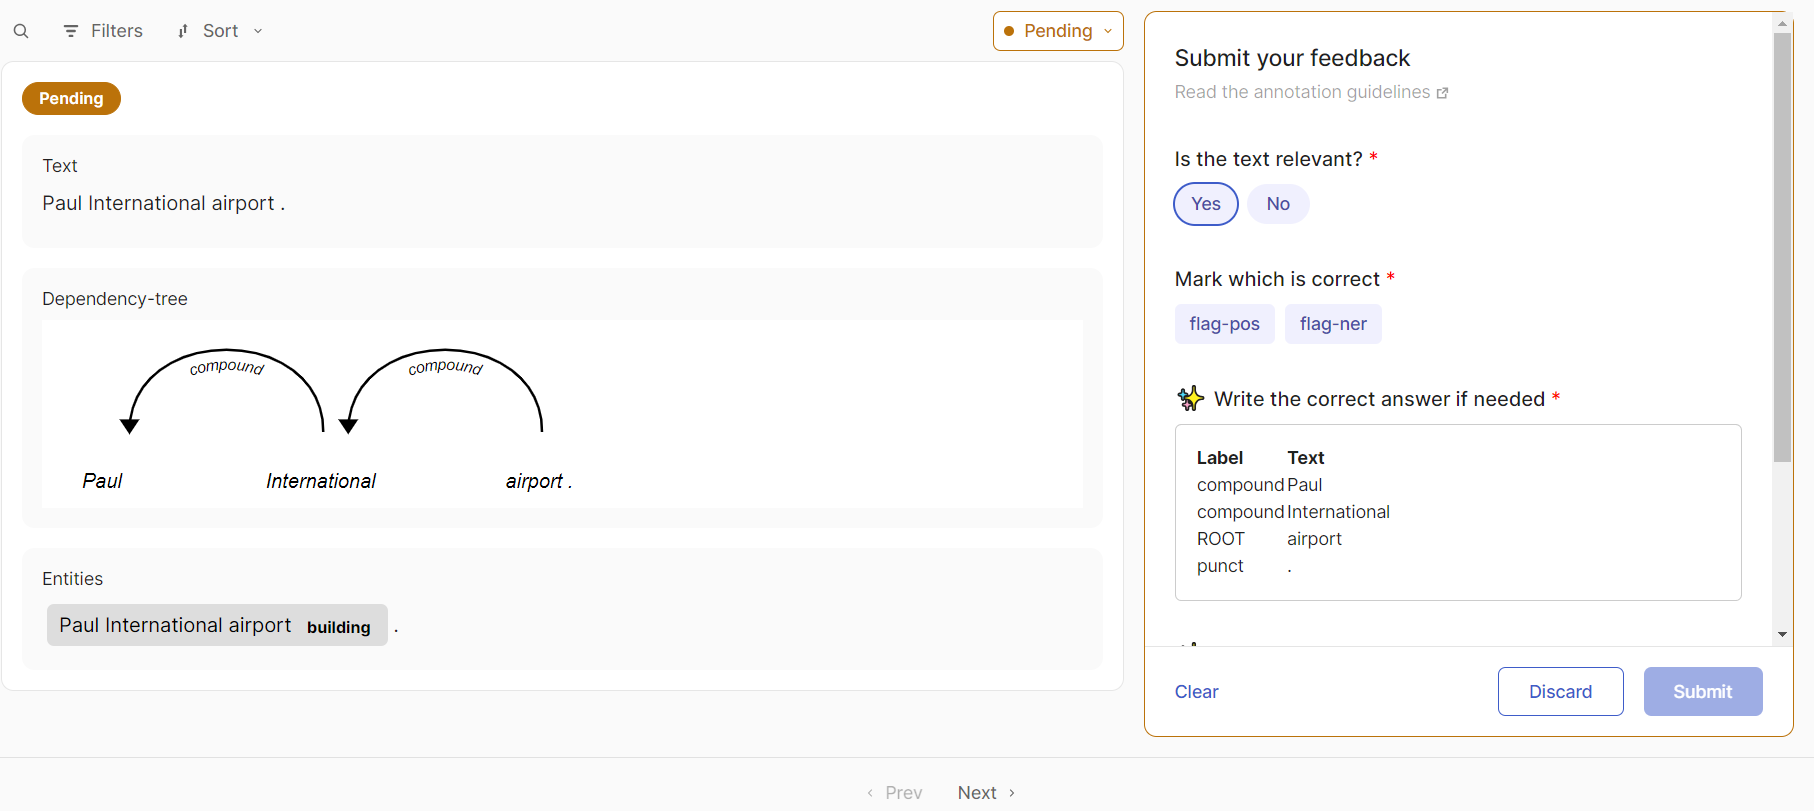 Filters
Sort
Pending
Pending
Text
Paul International airport .
Dependency-tree
compound
compound
Paul
International
airport .
Entities
Paul International airport building .
Submit your feedback
Read the annotation guidelines
Is the text relevant? *
Yes
No
Mark which is correct *
flag-pos
flag-ner
Write the correct answer if needed *
Label Text
compound Paul
compound International
ROOT airport
punct .
Clear
Discard
Submit
Prev
Next